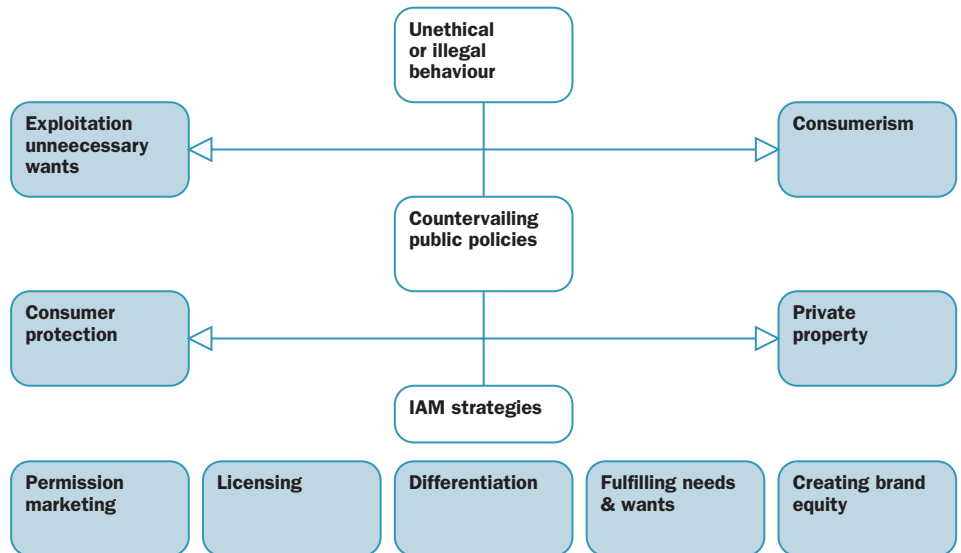 Unethical
or illegal
behaviour
Exploitation
unneecessary
wants
Consumerism
Countervailing
public policies
Consumer
protection
Private
property
IAM strategies
Permission
marketing
Licensing
Differentiation
Fulfilling needs
& wants
Creating brand
equity